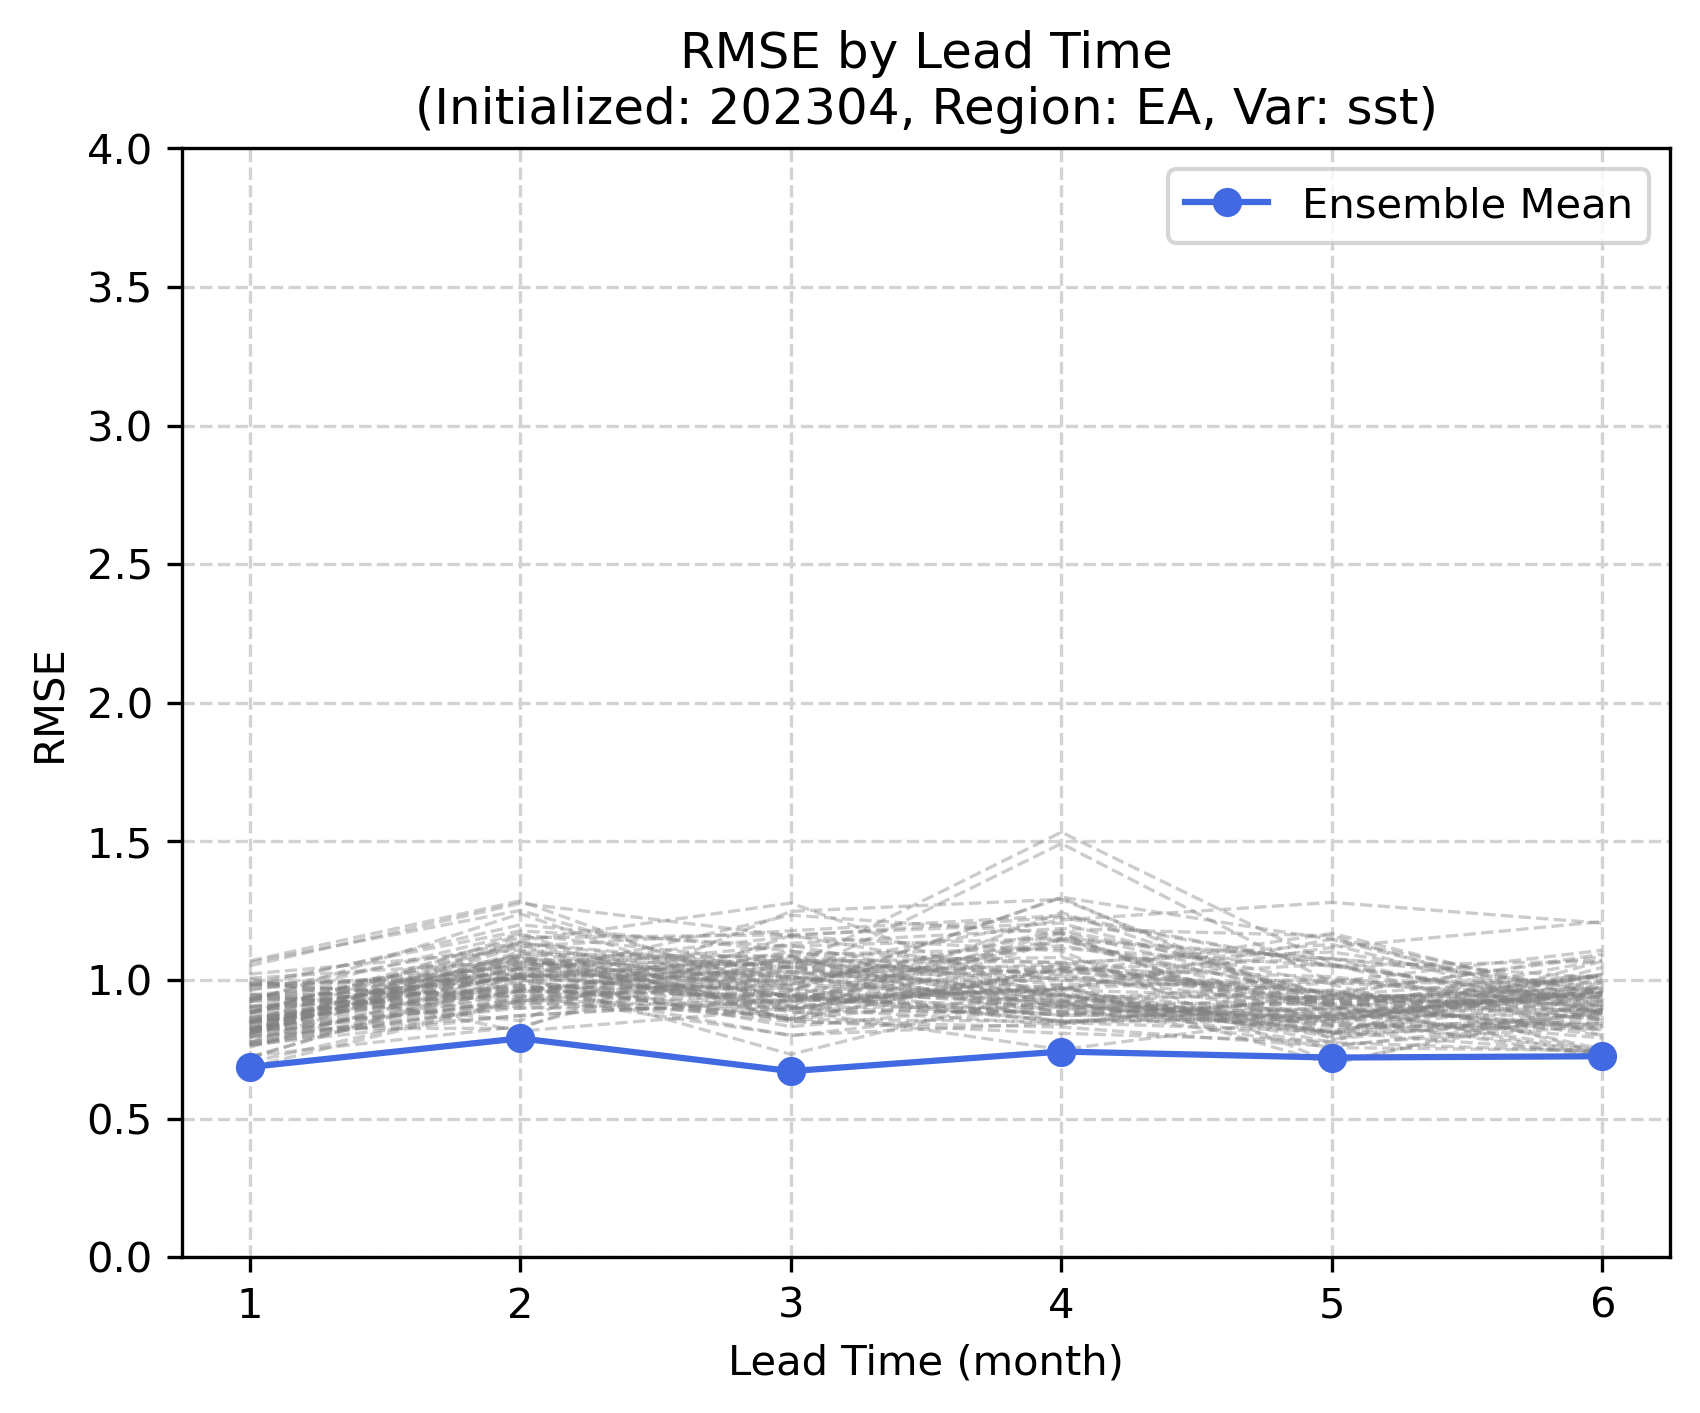 RMSE by Lead Time
(Initialized: 202304, Region: EA, Var: sst)
Ensemble Mean
RMSE
4.0
3.5
3.0
2.5
2.0
1.5
1.0
0.5
0.0
1 2 3 4 5 6
Lead Time (month)